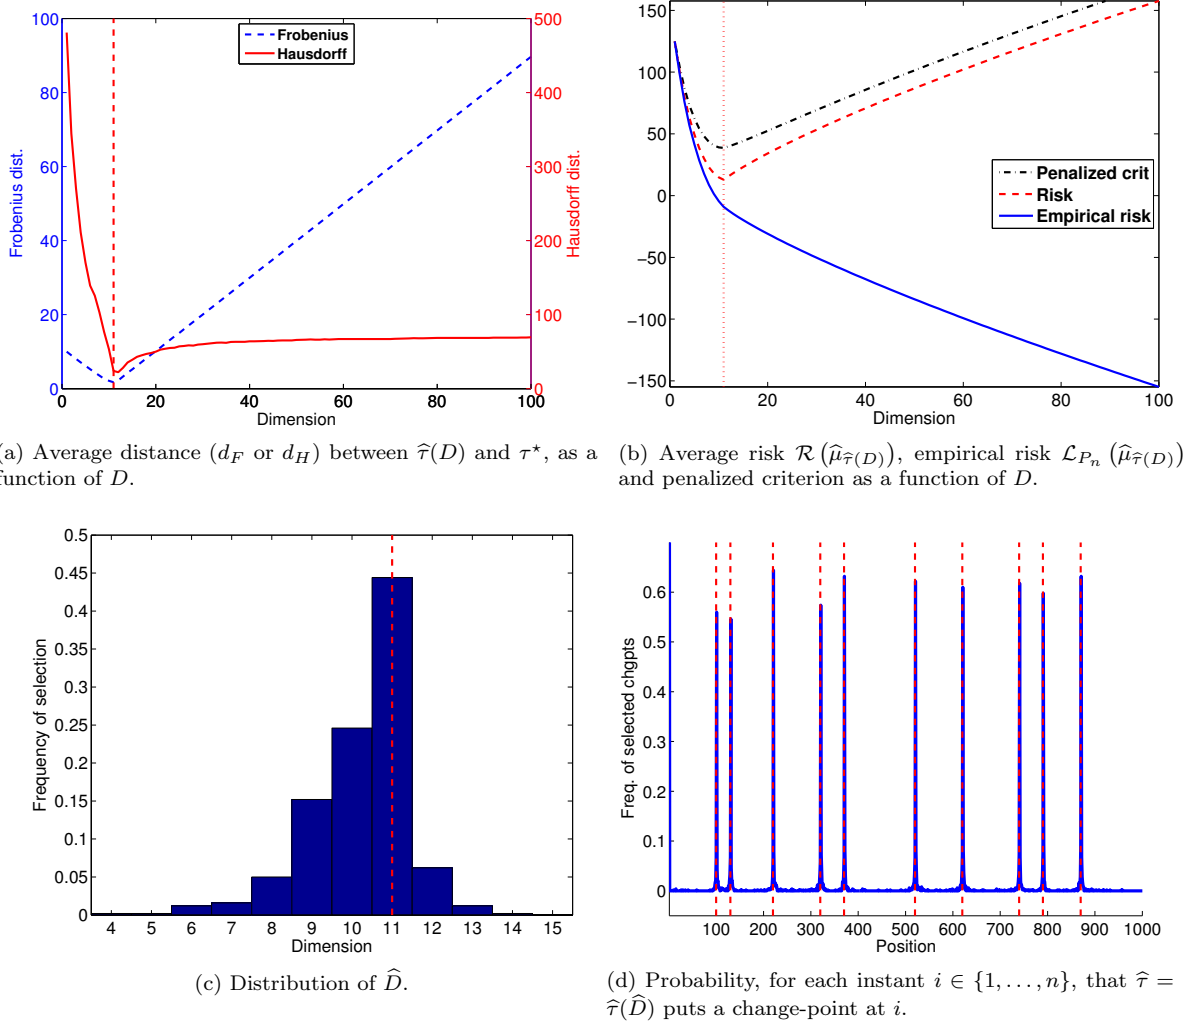 100
80
60
40
20
0
Frobenius dist.
0 20 40 60 80 100
Dimension
Frobenius
Hausdorff
500
400
300
200
100
0
Hausdorff dist.
150
100
50
0
−50
−100
−150
0 20 40 60 80 100
Dimension
Penalized crit
Risk
Empirical risk
(a) Average distance (d_F or d_H) between τ̂(D) and τ⋆, as a
function of D.
(b) Average risk R(μ̂_τ̂(D)), empirical risk L_Pn(μ̂_τ̂(D))
and penalized criterion as a function of D.
0.5
0.45
0.4
0.35
0.3
0.25
0.2
0.15
0.1
0.05
0
Frequency of selection
4 5 6 7 8 9 10 11 12 13 14 15
Dimension
0.6
0.5
0.4
0.3
0.2
0.1
0
Freq. of selected chgpts
100 200 300 400 500 600 700 800 900 1000
Position
(c) Distribution of D̂.
(d) Probability, for each instant i ∈ {1, . . . , n}, that τ̂ =
τ̂(D̂) puts a change-point at i.